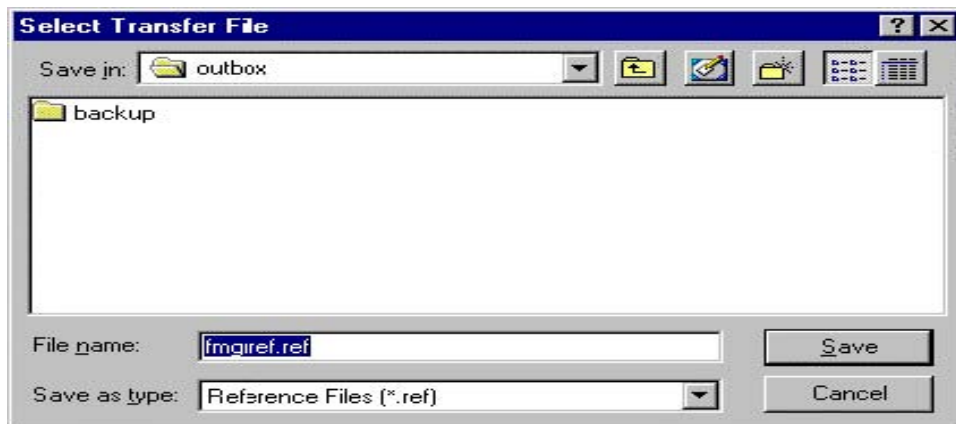 Select Transfer File
Save in: outbox
backup
File name: fmgiref.ref
Save
Save as type: Reference Files (*.ref)
Cancel